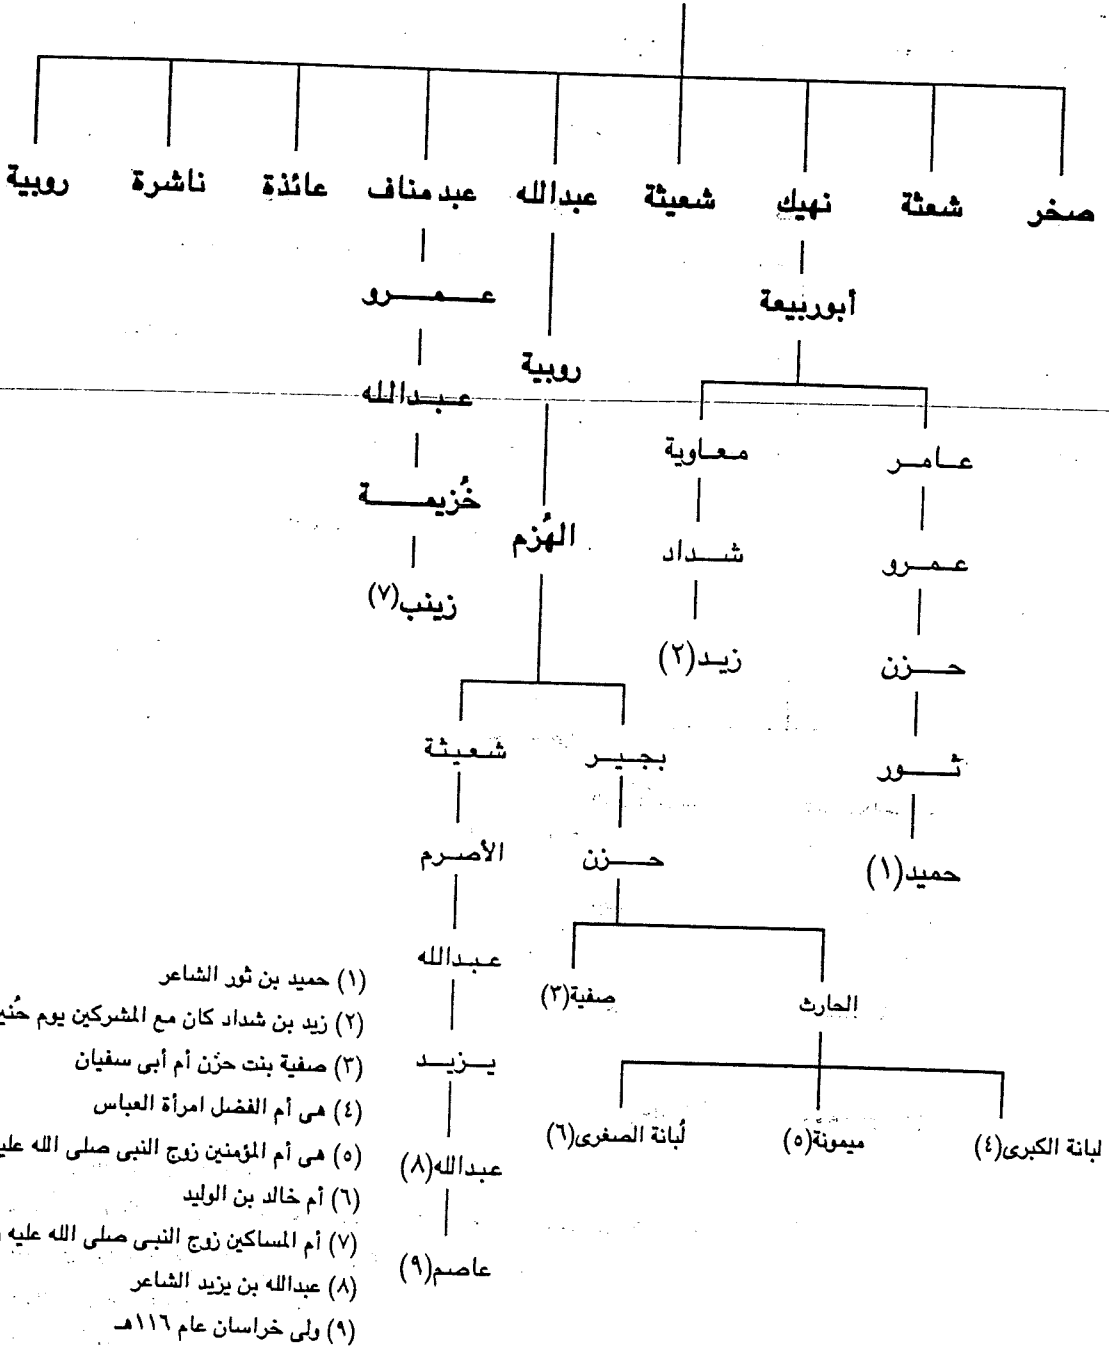 صخر شعثة نهيك شعيثة عبدالله عبد مناف عائذة ناشرة روبية
أبوربيعة عمرو
روبية
عبدالله
عامر معاوية
خُزيمة
الهُزم
عمرو شداد
زينب(٧)
حزن زيد(٢)
بجير شعيثة
ثور
حزن الأصرم
حميد(١)
عبدالله
الحارث صفية(٣)
يزيد
لبانة الكبرى(٤) ميمونة(٥) لُبانة الصغرى(٦)
عبدالله(٨)
عاصم(٩)
(١) حميد بن ثور الشاعر
(٢) زيد بن شداد كان مع المشركين يوم حُنين
(٣) صفية بنت حزن أم أبى سفيان
(٤) هى أم الفضل امرأة العباس
(٥) هى أم المؤمنين زوج النبى صلى الله عليه
(٦) أم خالد بن الوليد
(٧) أم المساكين زوج النبى صلى الله عليه
(٨) عبدالله بن يزيد الشاعر
(٩) ولى خراسان عام ١١٦هـ